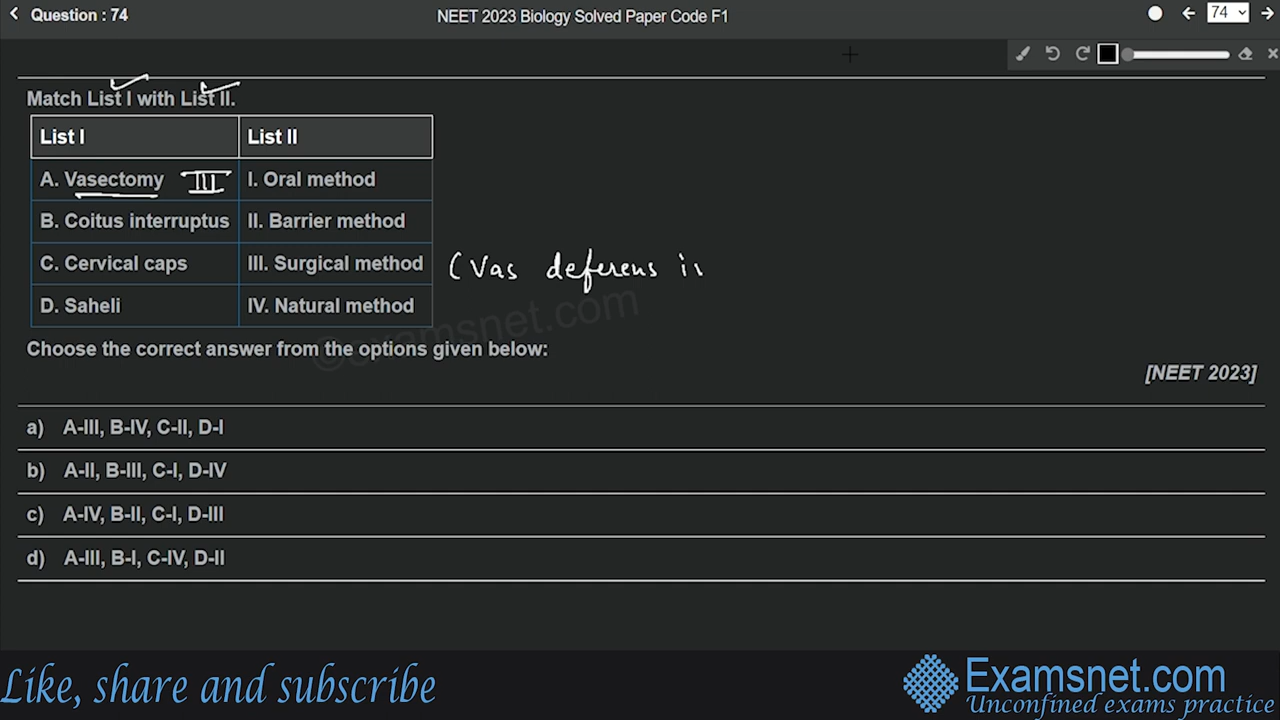 Question : 74
NEET 2023 Biology Solved Paper Code F1
74
Match List I with List II.
List I List II
A. Vasectomy III I. Oral method
B. Coitus interruptus II. Barrier method
C. Cervical caps III. Surgical method (Vas deferens is
D. Saheli IV. Natural method
©examsnet.com
Choose the correct answer from the options given below:
[NEET 2023]
a) A-III, B-IV, C-II, D-I
b) A-II, B-III, C-I, D-IV
c) A-IV, B-II, C-I, D-III
d) A-III, B-I, C-IV, D-II
Like, share and subscribe
Examsnet.com
Unconfined exams practice